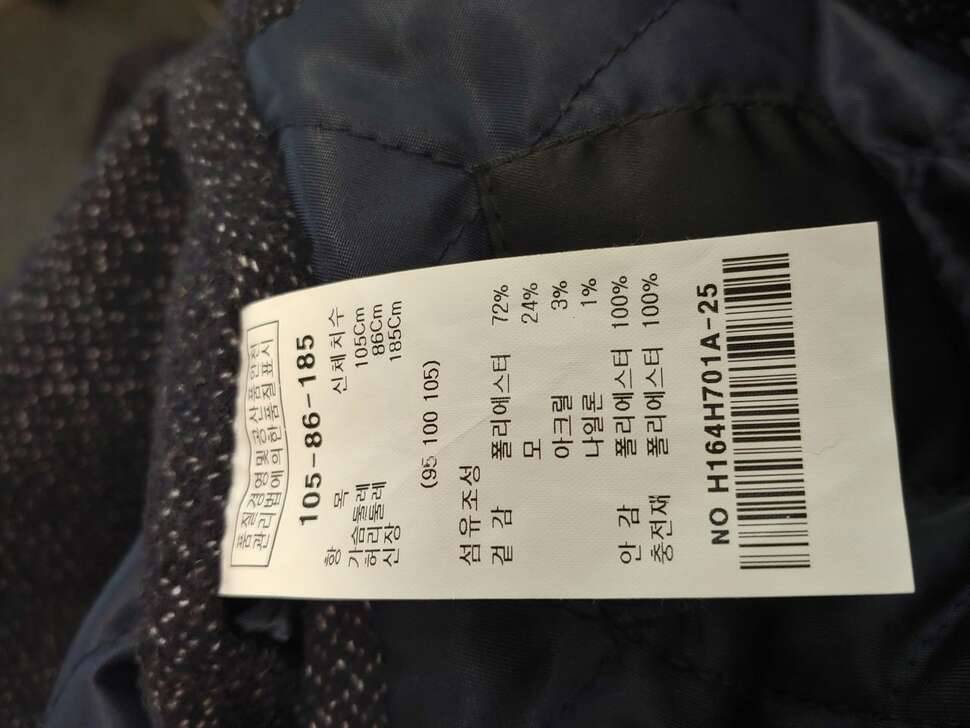 품질경영및공산품안전
관리법에의한품질표시
105-86-185
항 목 신체치수
가슴둘레 105Cm
허리둘레 86Cm
신장 185Cm
(95 100 105)
섬유조성
겉 감 폴리에스터 72%
모 24%
아크릴 3%
나일론 1%
안 감 폴리에스터 100%
충전재 폴리에스터 100%
NO H164H701A-25